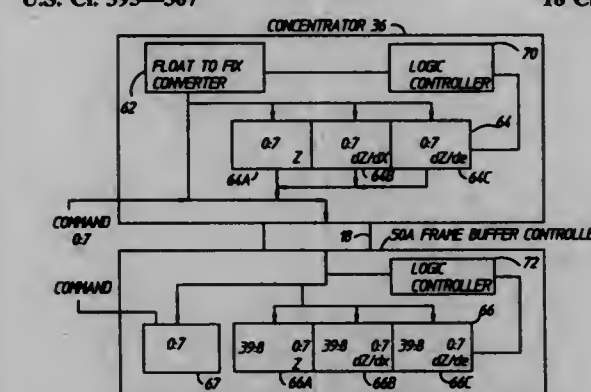 CONCENTRATOR 36
FLOAT TO FIX
CONVERTER
LOGIC
CONTROLLER
70
62
64
0:7
Z
0:7
dZ/dX
0:7
dZ/de
64A
64B
64C
COMMAND
0:7
18
50A FRAME BUFFER CONTROLLE
COMMAND
LOGIC
CONTROLLER
72
66
0:7
39:8
0:7
Z
39:8
0:7
dZ/dx
39:8
0:7
dZ/de
67
66A
66B
66C